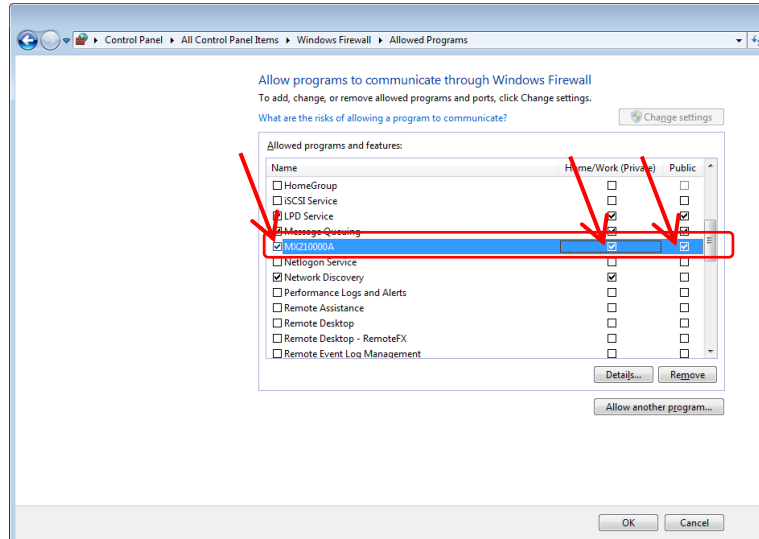 Control Panel ▸ All Control Panel Items ▸ Windows Firewall ▸ Allowed Programs
Allow programs to communicate through Windows Firewall
To add, change, or remove allowed programs and ports, click Change settings.
What are the risks of allowing a program to communicate?
Change settings
Allowed programs and features:
Name Home/Work (Private) Public
HomeGroup
iSCSI Service
LPD Service
Message Queuing
MX210000A
Netlogon Service
Network Discovery
Performance Logs and Alerts
Remote Assistance
Remote Desktop
Remote Desktop - RemoteFX
Remote Event Log Management
Details... Remove
Allow another program...
OK Cancel